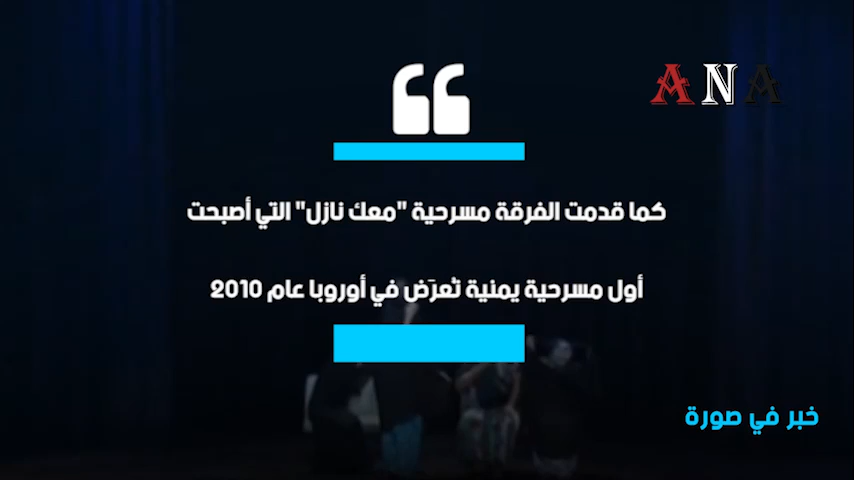 ANA
كما قدمت الفرقة مسرحية "معك نازل" التي أصبحت
أول مسرحية يمنية تُعرَض في أوروبا عام 2010
خبر في صورة